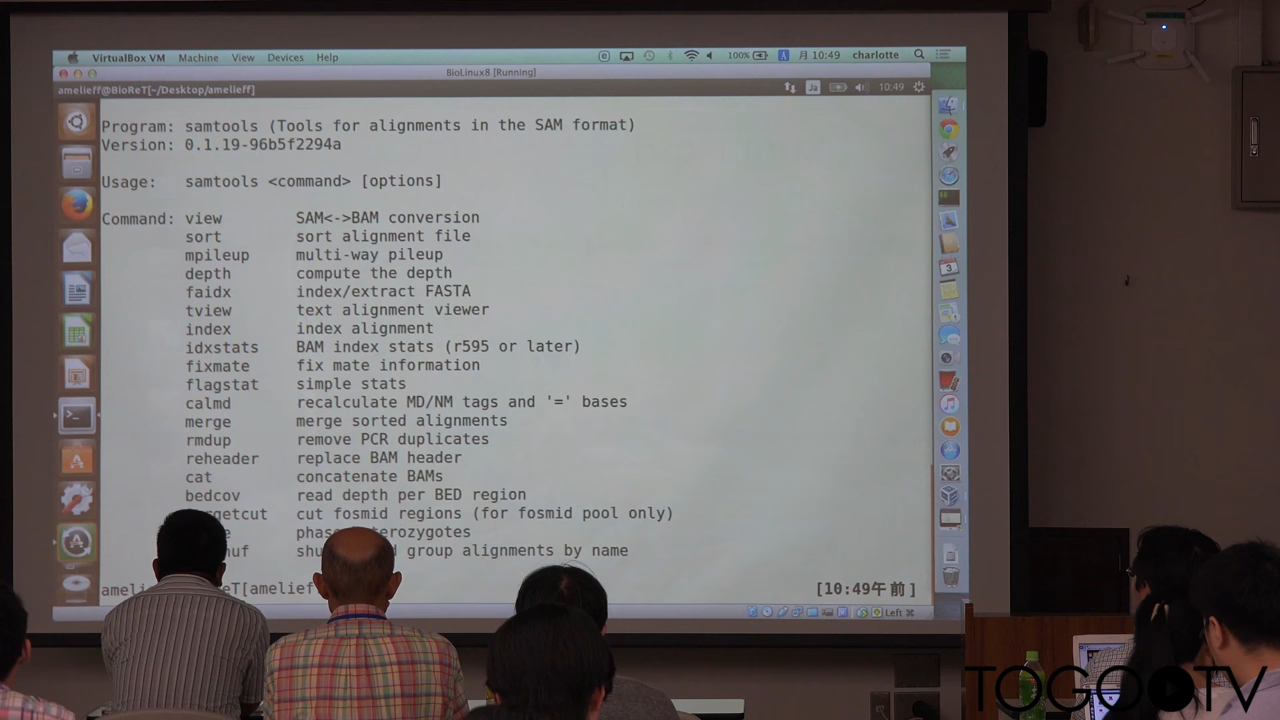 VirtualBox VM Machine View Devices Help 100% A 月 10:49 charlotte
BioLinux8 [Running]
amelieff@BioReT[~/Desktop/amelieff] Ja 10:49
Program: samtools (Tools for alignments in the SAM format)
Version: 0.1.19-96b5f2294a
Usage: samtools <command> [options]
Command: view SAM<->BAM conversion
sort sort alignment file
mpileup multi-way pileup
depth compute the depth
faidx index/extract FASTA
tview text alignment viewer
index index alignment
idxstats BAM index stats (r595 or later)
fixmate fix mate information
flagstat simple stats
calmd recalculate MD/NM tags and '=' bases
merge merge sorted alignments
rmdup remove PCR duplicates
reheader replace BAM header
cat concatenate BAMs
bedcov read depth per BED region
cut fosmid regions (for fosmid pool only)
group alignments by name
[10:49午前]
Left ⌘
3
TOGOTV